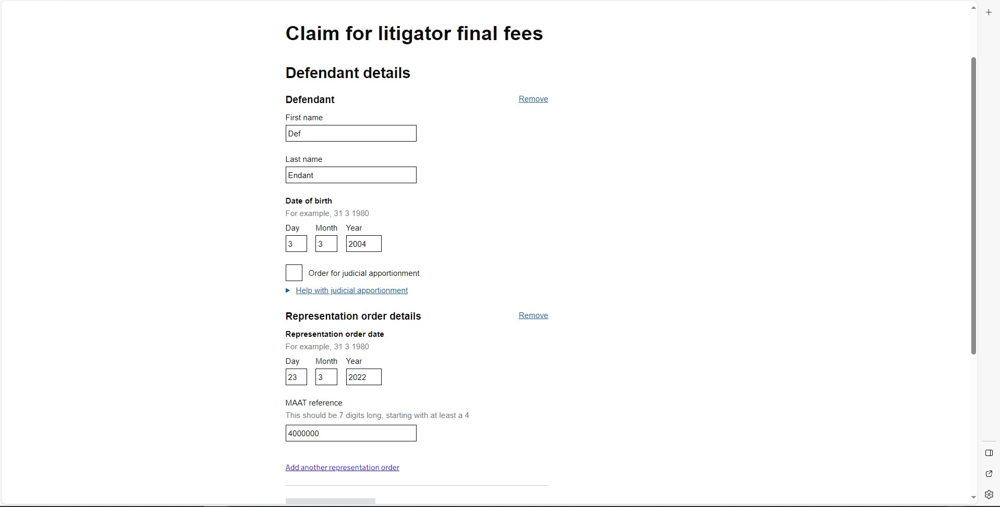 Claim for litigator final fees
Defendant details
Defendant Remove
First name
Def
Last name
Endant
Date of birth
For example, 31 3 1980
Day Month Year
3 3 2004
Order for judicial apportionment
Help with judicial apportionment
Representation order details Remove
Representation order date
For example, 31 3 1980
Day Month Year
23 3 2022
MAAT reference
This should be 7 digits long, starting with at least a 4
4000000
Add another representation order